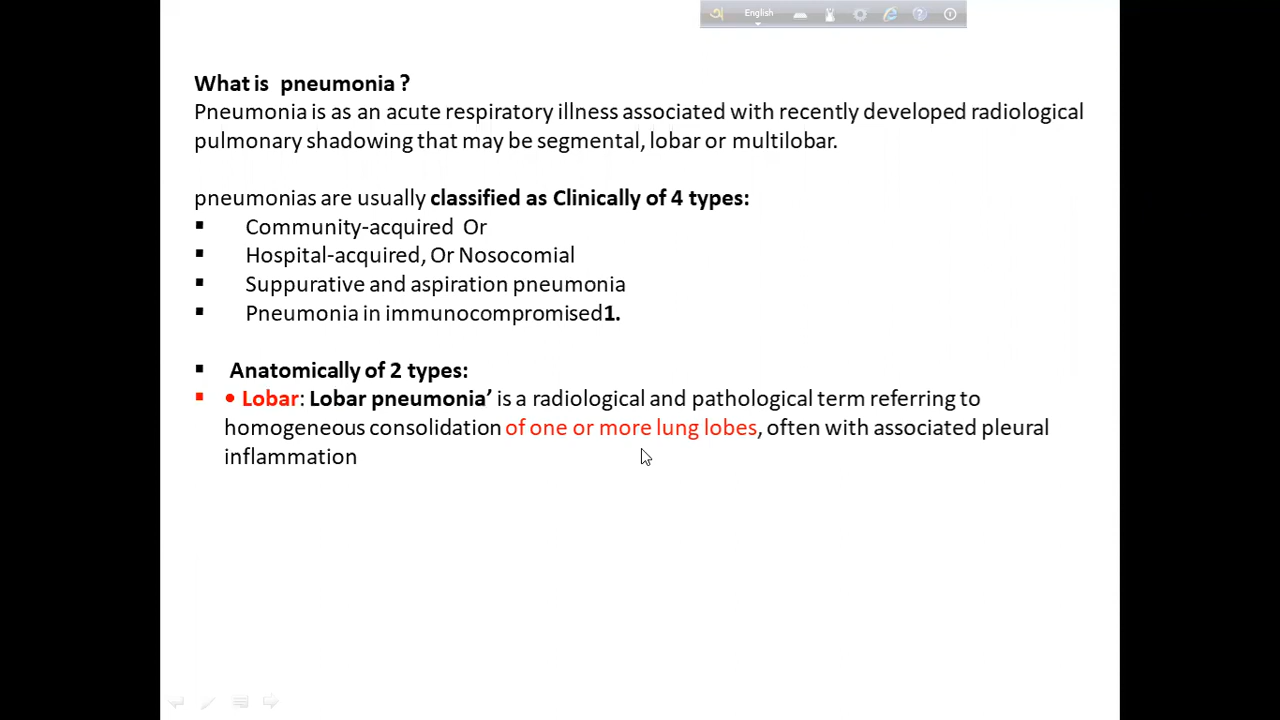 English
What is pneumonia ?
Pneumonia is as an acute respiratory illness associated with recently developed radiological
pulmonary shadowing that may be segmental, lobar or multilobar.
pneumonias are usually classified as Clinically of 4 types:
▪ Community-acquired Or
▪ Hospital-acquired, Or Nosocomial
▪ Suppurative and aspiration pneumonia
▪ Pneumonia in immunocompromised1.
▪ Anatomically of 2 types:
▪ • Lobar: Lobar pneumonia’ is a radiological and pathological term referring to
homogeneous consolidation of one or more lung lobes, often with associated pleural
inflammation